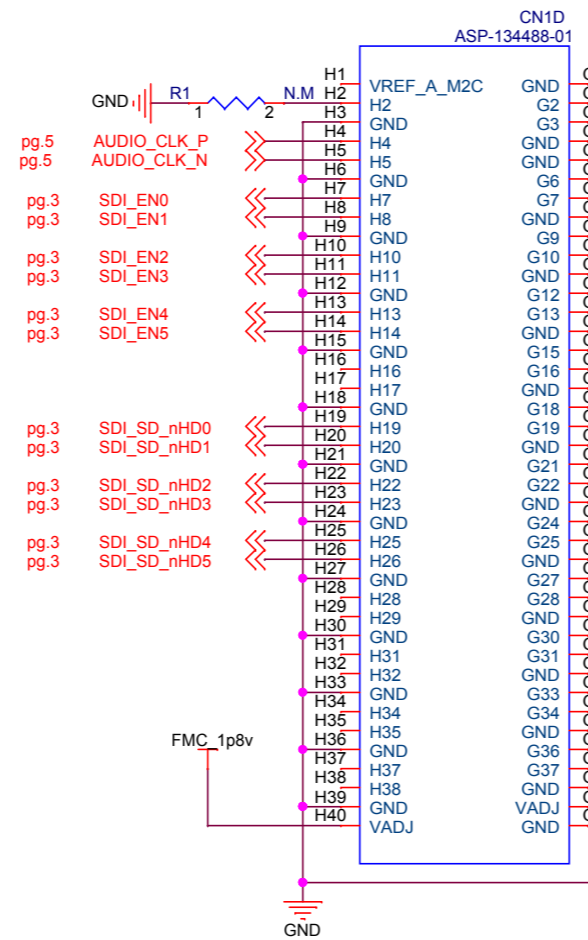 CN1D
ASP-134488-01
H1 VREF_A_M2C GND
GND R1 1 2 N.M H2 H2 G2
H3 GND G3
pg.5 AUDIO_CLK_P H4 H4 GND
pg.5 AUDIO_CLK_N H5 H5 GND
H6 GND G6
pg.3 SDI_EN0 H7 H7 G7
pg.3 SDI_EN1 H8 H8 GND
H9 GND G9
pg.3 SDI_EN2 H10 H10 G10
pg.3 SDI_EN3 H11 H11 GND
H12 GND G12
pg.3 SDI_EN4 H13 H13 G13
pg.3 SDI_EN5 H14 H14 GND
H15 GND G15
H16 H16 G16
H17 H17 GND
H18 GND G18
pg.3 SDI_SD_nHD0 H19 H19 G19
pg.3 SDI_SD_nHD1 H20 H20 GND
H21 GND G21
pg.3 SDI_SD_nHD2 H22 H22 G22
pg.3 SDI_SD_nHD3 H23 H23 GND
H24 GND G24
pg.3 SDI_SD_nHD4 H25 H25 G25
pg.3 SDI_SD_nHD5 H26 H26 GND
H27 GND G27
H28 H28 G28
H29 H29 GND
H30 GND G30
H31 H31 G31
H32 H32 GND
H33 GND G33
H34 H34 G34
H35 H35 GND
FMC_1p8v H36 GND G36
H37 H37 G37
H38 H38 GND
H39 GND VADJ
H40 VADJ GND
GND